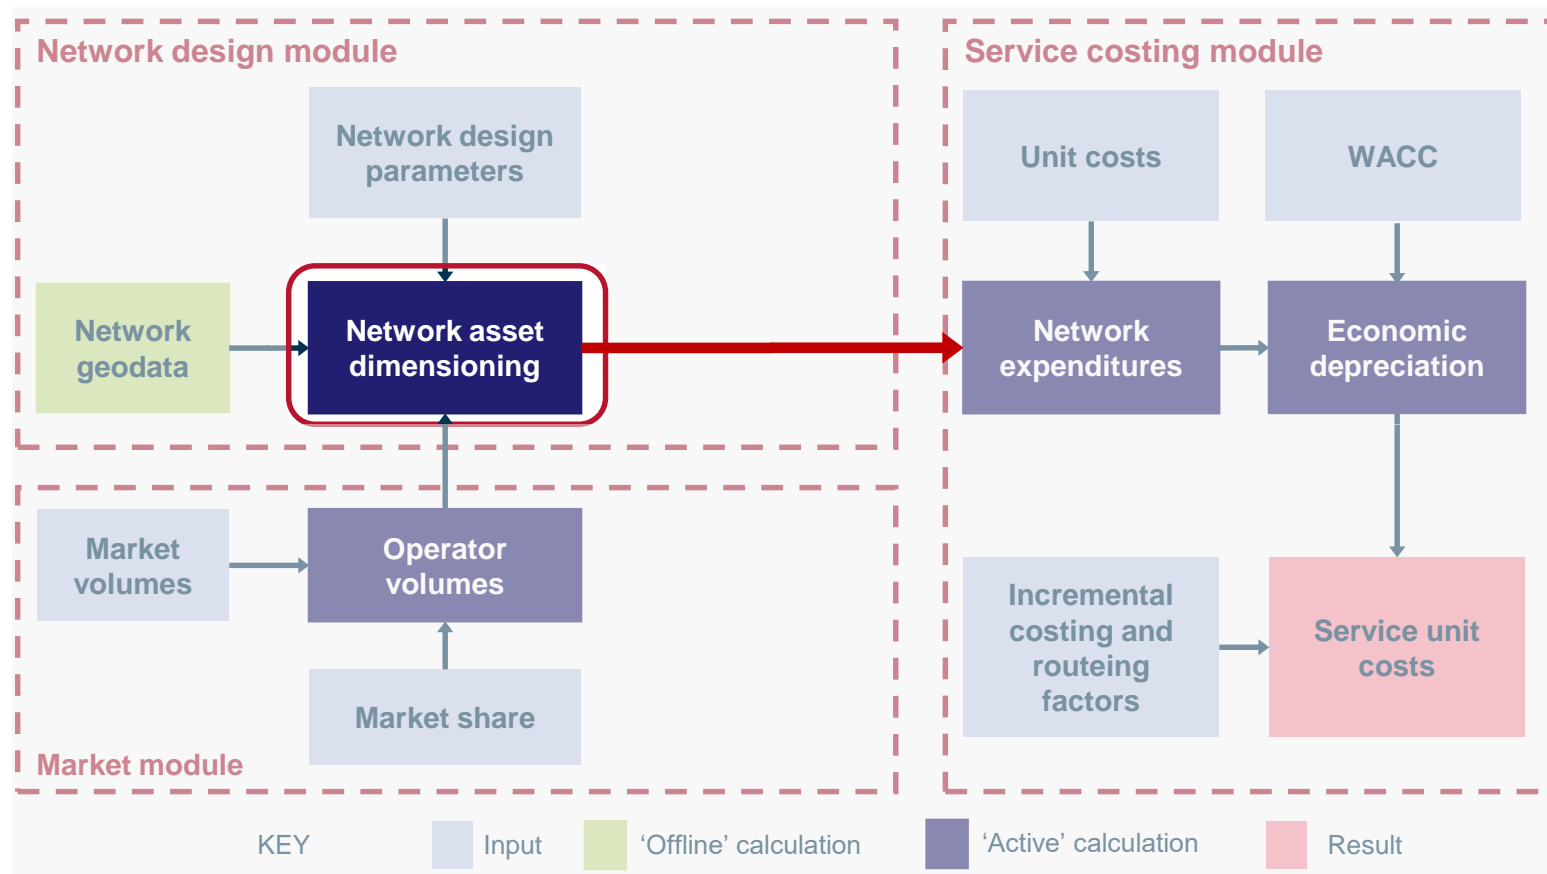 Network design module
Network design
parameters
Network
geodata
Network asset
dimensioning
Market
volumes
Operator
volumes
Market share
Market module
Service costing module
Unit costs
WACC
Network
expenditures
Economic
depreciation
Incremental
costing and
routeing
factors
Service unit
costs
KEY
Input
‘Offline’ calculation
‘Active’ calculation
Result